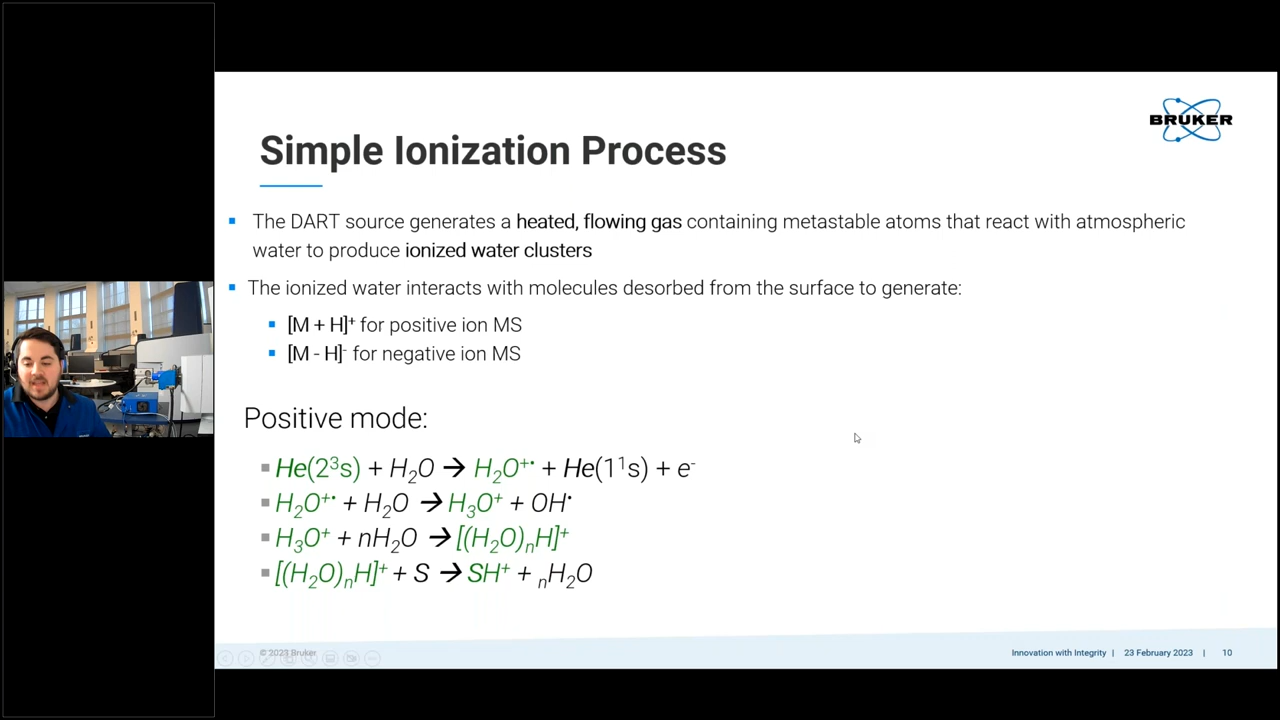 BRUKER
Simple Ionization Process
The DART source generates a heated, flowing gas containing metastable atoms that react with atmospheric
water to produce ionized water clusters
The ionized water interacts with molecules desorbed from the surface to generate:
[M + H]⁺ for positive ion MS
[M - H]⁻ for negative ion MS
Positive mode:
He(2³s) + H₂O → H₂O⁺• + He(1¹s) + e⁻
H₂O⁺• + H₂O → H₃O⁺ + OH•
H₃O⁺ + nH₂O → [(H₂O)ₙH]⁺
[(H₂O)ₙH]⁺ + S → SH⁺ + ₙH₂O
© 2023 Bruker
Innovation with Integrity | 23 February 2023 | 10